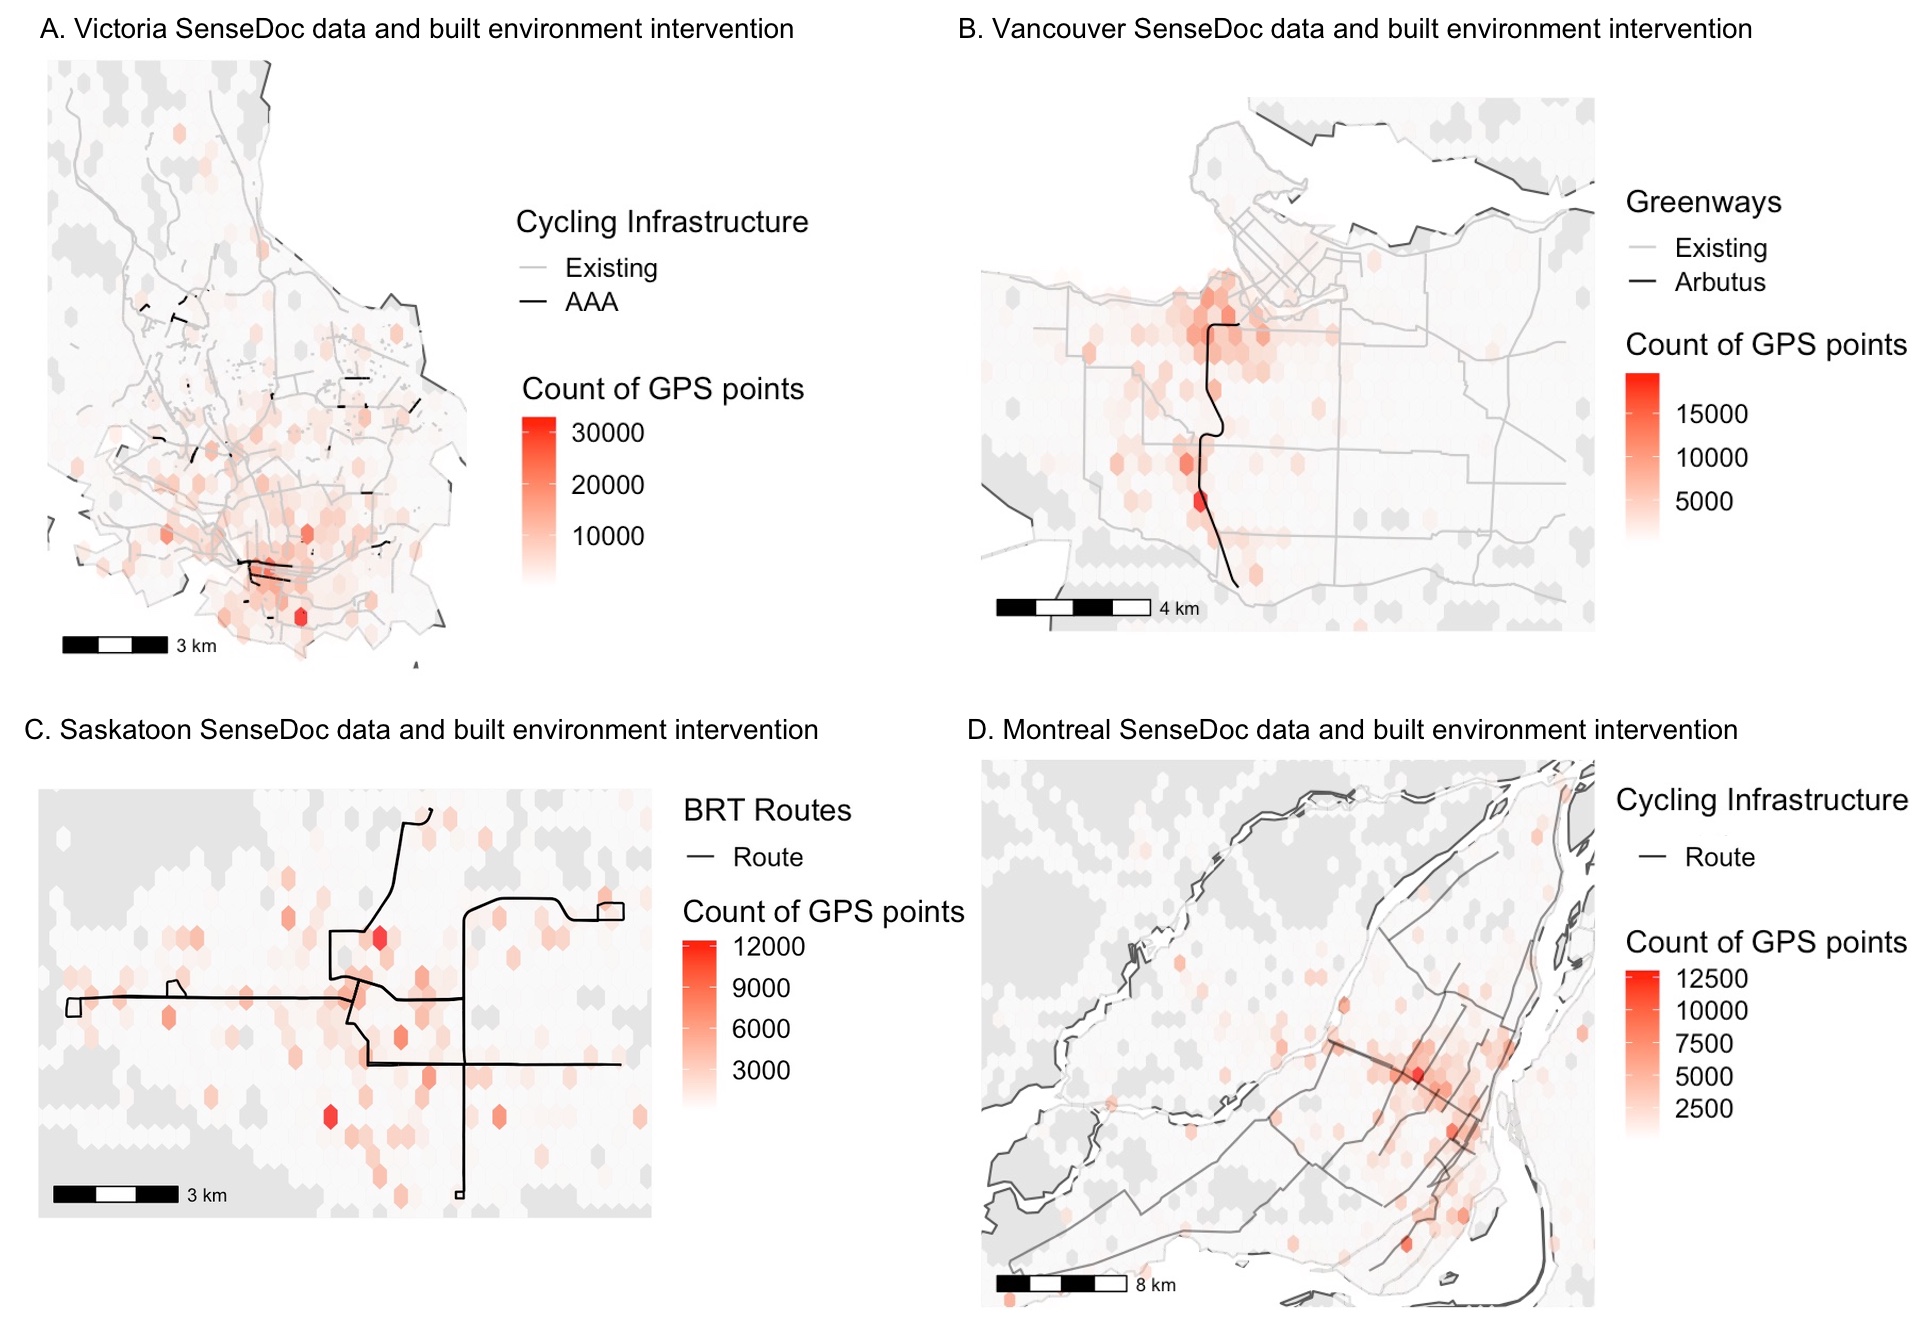 A. Victoria SenseDoc data and built environment intervention
Cycling Infrastructure
Existing
AAA
Count of GPS points
30000
20000
10000
3 km
B. Vancouver SenseDoc data and built environment intervention
Greenways
Existing
Arbutus
Count of GPS points
15000
10000
5000
4 km
C. Saskatoon SenseDoc data and built environment intervention
BRT Routes
Route
Count of GPS points
12000
9000
6000
3000
3 km
D. Montreal SenseDoc data and built environment intervention
Cycling Infrastructure
Route
Count of GPS points
12500
10000
7500
5000
2500
8 km